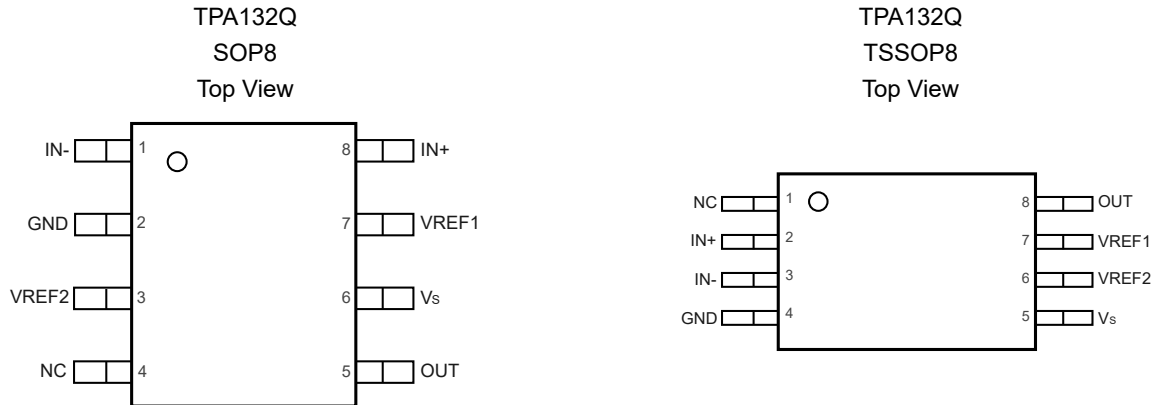 TPA132Q
SOP8
Top View
IN- 1 8 IN+
GND 2 7 VREF1
VREF2 3 6 Vs
NC 4 5 OUT
TPA132Q
TSSOP8
Top View
NC 1 8 OUT
IN+ 2 7 VREF1
IN- 3 6 VREF2
GND 4 5 Vs